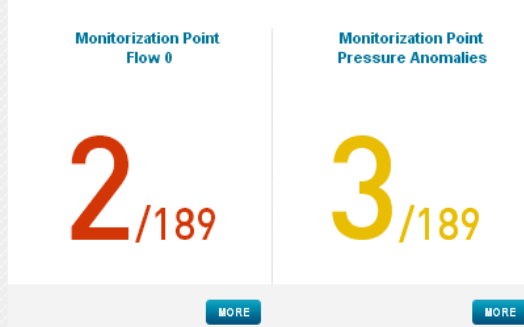 Monitorization Point
Flow 0
2/189
MORE
Monitorization Point
Pressure Anomalies
3/189
MORE